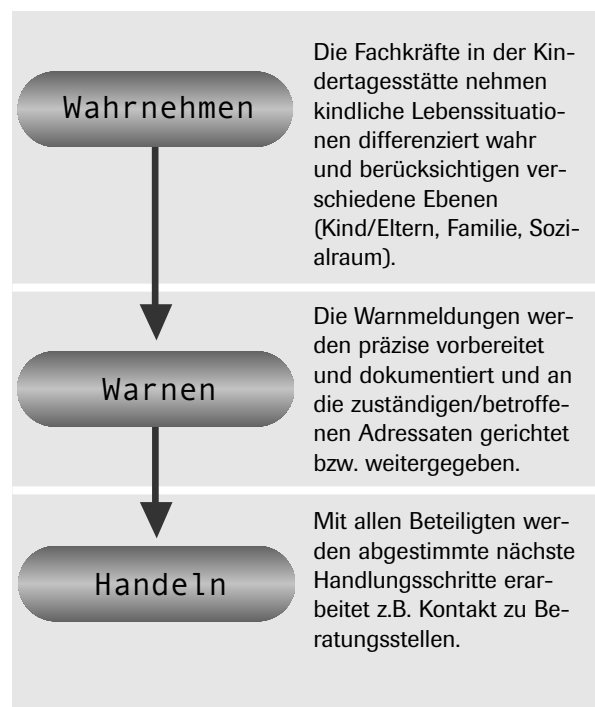 Wahrnehmen
Die Fachkräfte in der Kin-
dertagesstätte nehmen
kindliche Lebenssituatio-
nen differenziert wahr
und berücksichtigen ver-
schiedene Ebenen
(Kind/Eltern, Familie, Sozi-
alraum).
Warnen
Die Warnmeldungen wer-
den präzise vorbereitet
und dokumentiert und an
die zuständigen/betroffe-
nen Adressaten gerichtet
bzw. weitergegeben.
Handeln
Mit allen Beteiligten wer-
den abgestimmte nächste
Handlungsschritte erar-
beitet z.B. Kontakt zu Be-
ratungsstellen.